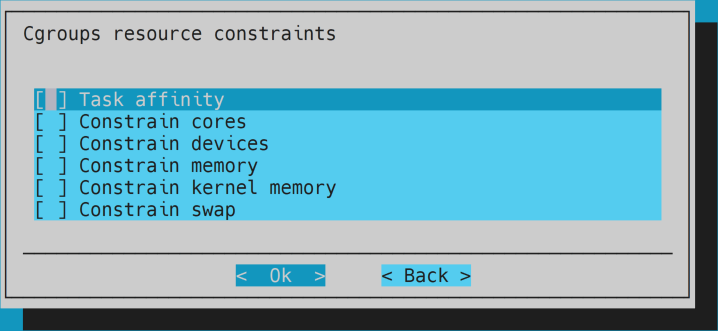 Cgroups resource constraints
[ ] Task affinity
[ ] Constrain cores
[ ] Constrain devices
[ ] Constrain memory
[ ] Constrain kernel memory
[ ] Constrain swap
< Ok > < Back >